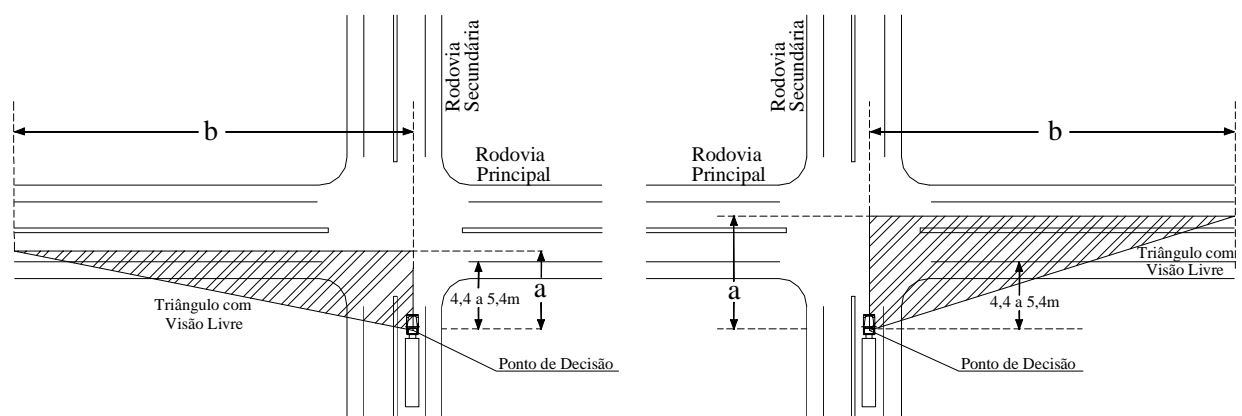 Rodovia
Secundária
b
Rodovia
Principal
a
4,4 a 5,4m
Triângulo com
Visão Livre
Ponto de Decisão
Rodovia
Secundária
b
Rodovia
Principal
a
Triângulo com
Visão Livre
4,4 a 5,4m
Ponto de Decisão